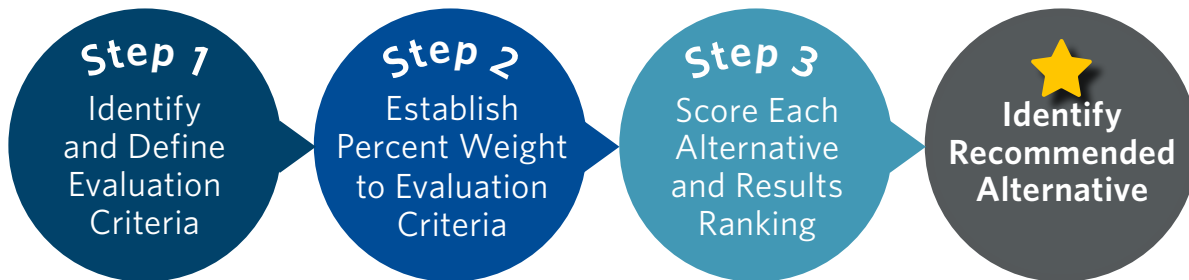 Step 1
Identify
and Define
Evaluation
Criteria
Step 2
Establish
Percent Weight
to Evaluation
Criteria
Step 3
Score Each
Alternative
and Results
Ranking
Identify
Recommended
Alternative